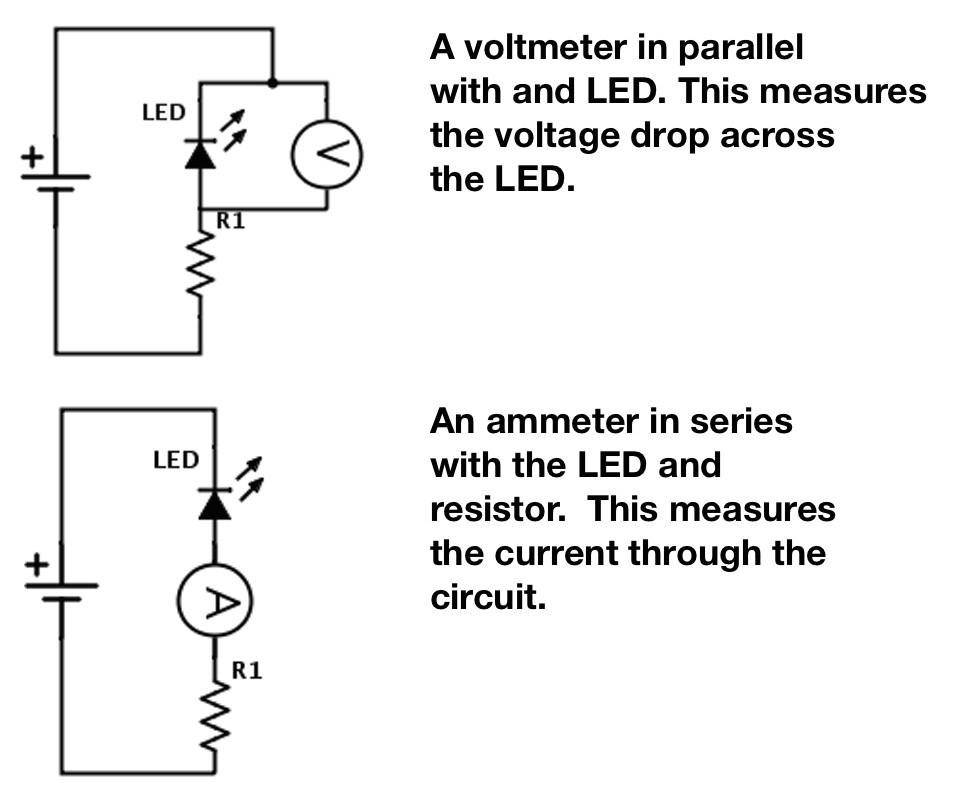 A voltmeter in parallel
with and LED. This measures
the voltage drop across
the LED.
LED
+
V
R1
An ammeter in series
with the LED and
resistor.  This measures
the current through the
circuit.
LED
+
A
R1